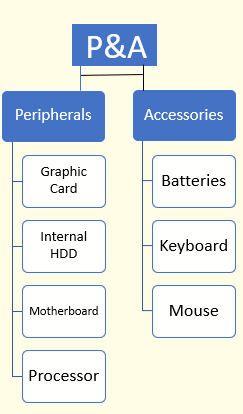 P&A
Peripherals
Accessories
Graphic
Card
Batteries
Internal
HDD
Keyboard
Motherboard
Mouse
Processor